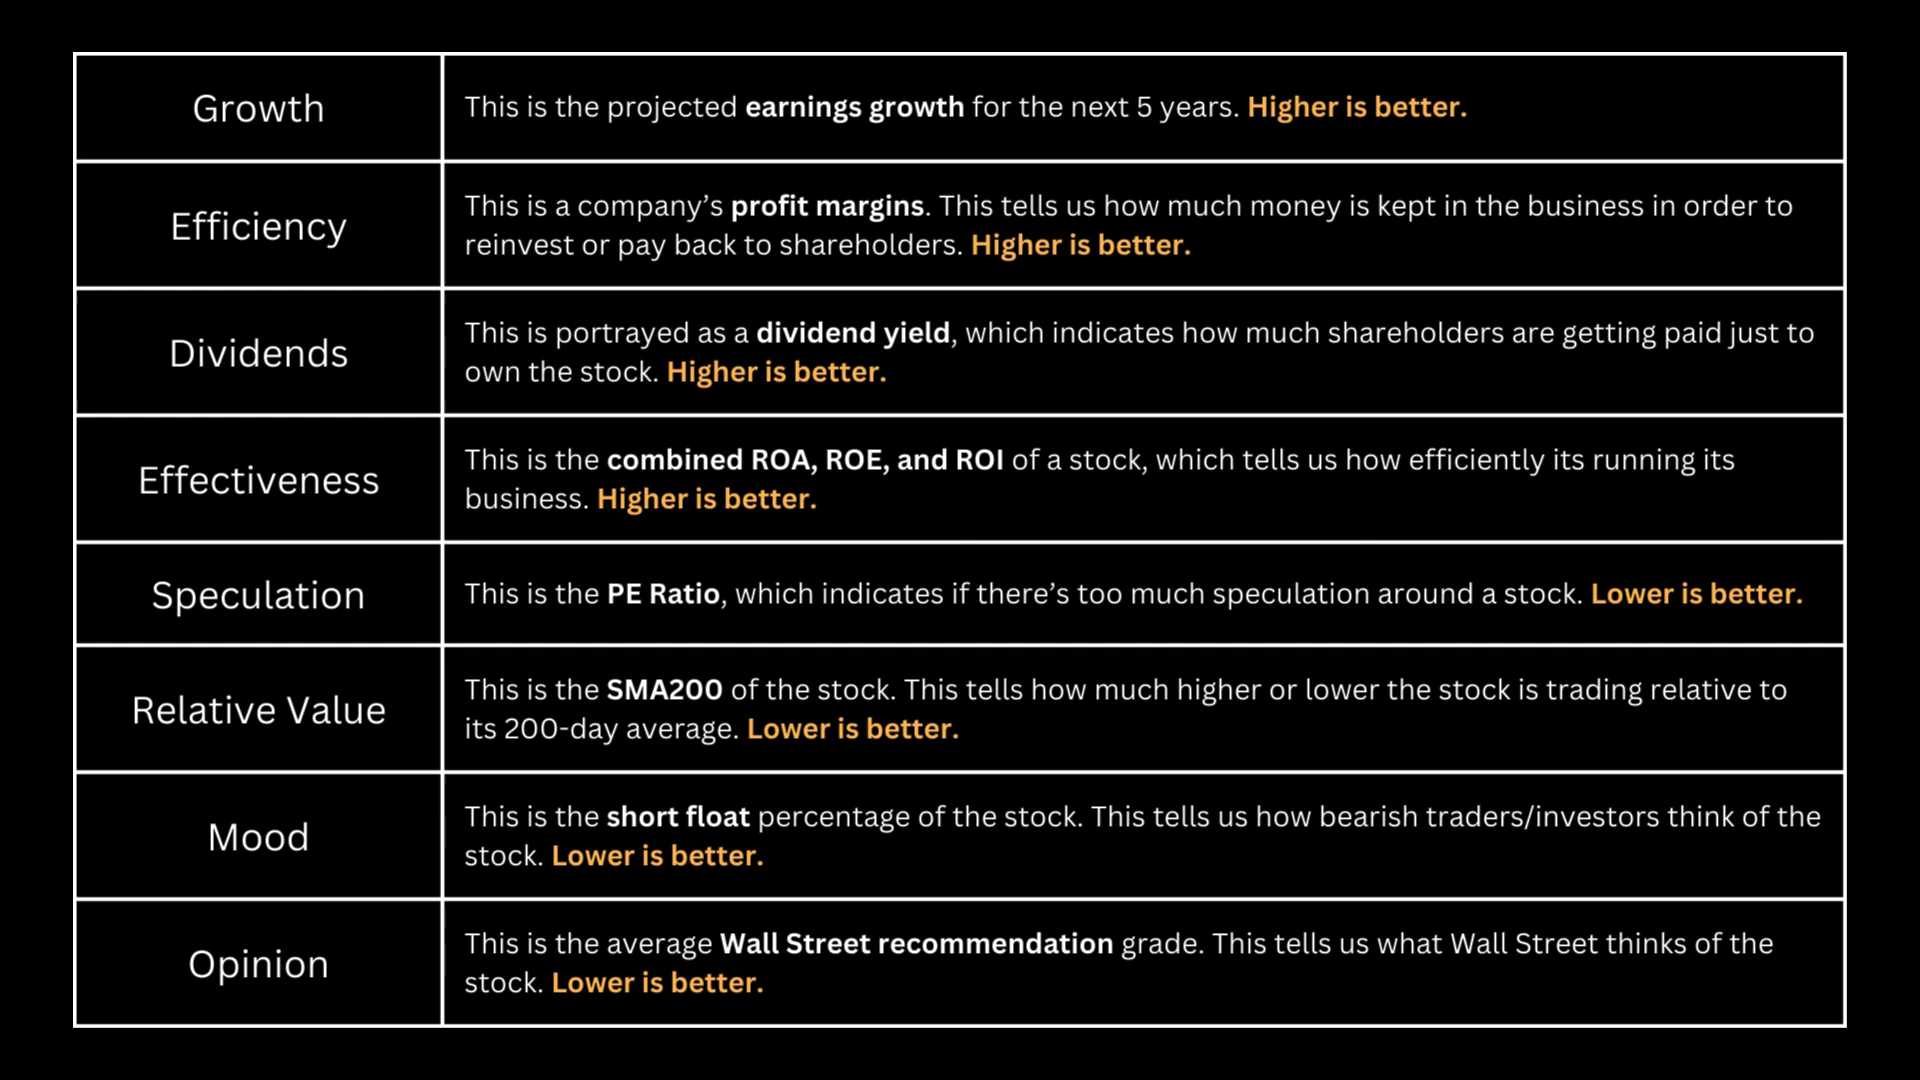 Growth
This is the projected earnings growth for the next 5 years. Higher is better.
Efficiency
This is a company’s profit margins. This tells us how much money is kept in the business in order to
reinvest or pay back to shareholders. Higher is better.
Dividends
This is portrayed as a dividend yield, which indicates how much shareholders are getting paid just to
own the stock. Higher is better.
Effectiveness
This is the combined ROA, ROE, and ROI of a stock, which tells us how efficiently its running its
business. Higher is better.
Speculation
This is the PE Ratio, which indicates if there’s too much speculation around a stock. Lower is better.
Relative Value
This is the SMA200 of the stock. This tells how much higher or lower the stock is trading relative to
its 200-day average. Lower is better.
Mood
This is the short float percentage of the stock. This tells us how bearish traders/investors think of the
stock. Lower is better.
Opinion
This is the average Wall Street recommendation grade. This tells us what Wall Street thinks of the
stock. Lower is better.